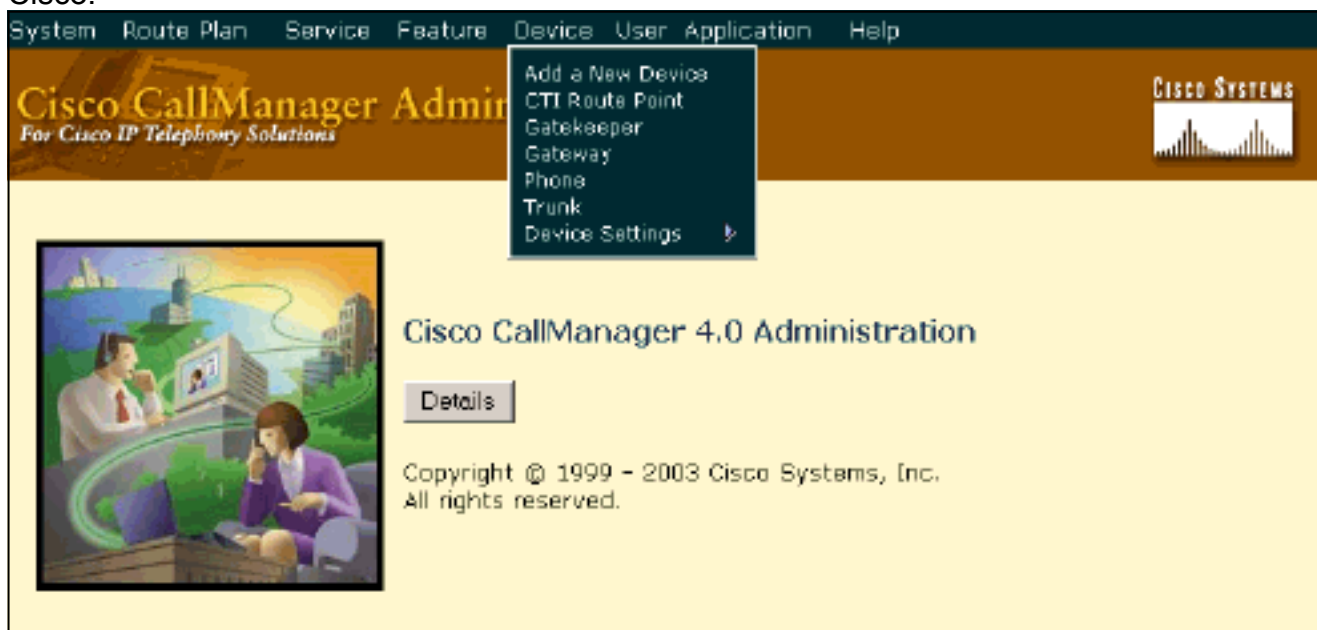 Cisco.
System Route Plan Service Feature Device User Application Help
Cisco CallManager Admin
For Cisco IP Telephony Solutions
Add a New Device
CTI Route Point
Gatekeeper
Gateway
Phone
Trunk
Device Settings
CISCO SYSTEMS
Cisco CallManager 4.0 Administration
Details
Copyright © 1999 - 2003 Cisco Systems, Inc.
All rights reserved.